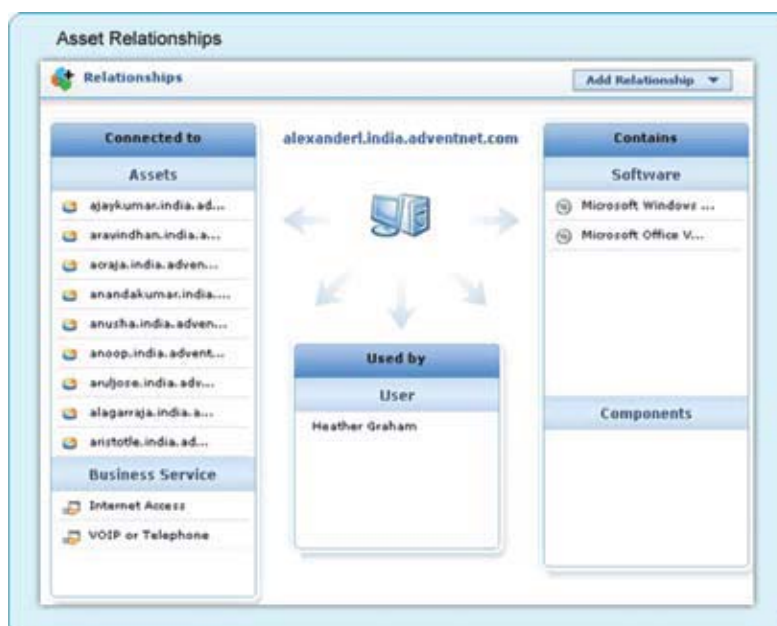 Asset Relationships
Relationships
Add Relationship
Connected to
Assets
ajaykumar.india.ad...
aravindhan.india.a...
acraja.india.adven...
anandakumar.india....
anusha.india.adven...
anoop.india.advent...
aruljose.india.adv...
alagarraja.india.a...
aristotle.india.ad...
Business Service
Internet Access
VOIP or Telephone
alexanderl.india.adventnet.com
Used by
User
Heather Graham
Contains
Software
Microsoft Windows ...
Microsoft Office V...
Components